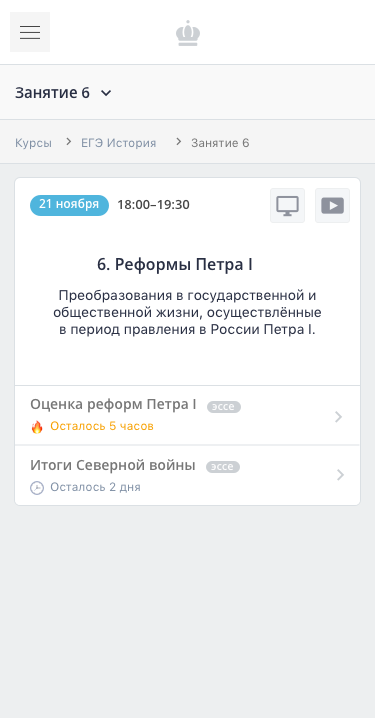 Занятие 6
Курсы
ЕГЭ История
Занятие 6
21 ноября 18:00–19:30
6. Реформы Петра I
Преобразования в государственной и
общественной жизни, осуществлённые
в период правления в России Петра I.
Оценка реформ Петра I эссе
Осталось 5 часов
Итоги Северной войны эссе
Осталось 2 дня